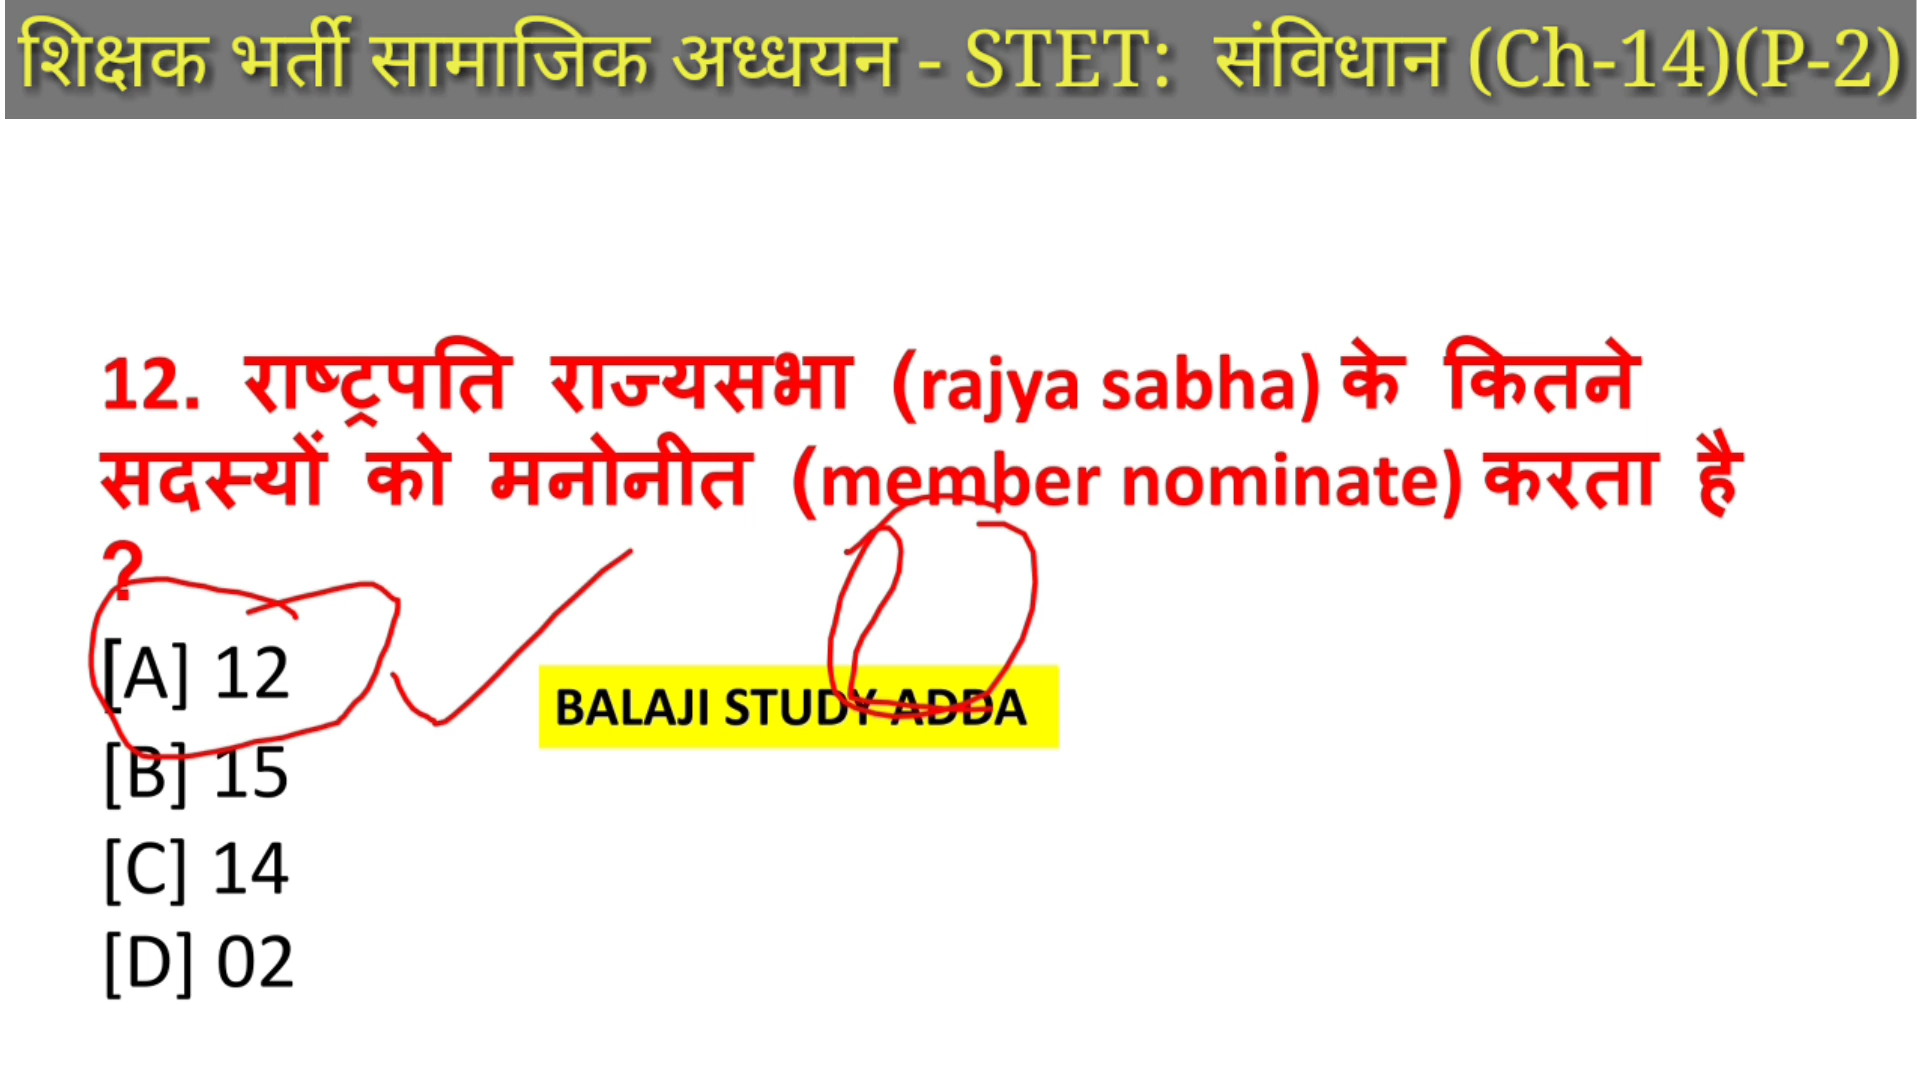 शिक्षक भर्ती सामाजिक अध्धयन - STET: संविधान (Ch-14)(P-2)
12. राष्ट्रपति राज्यसभा (rajya sabha) के कितने
सदस्यों को मनोनीत (member nominate) करता है
?
[A] 12
BALAJI STUDY ADDA
[B] 15
[C] 14
[D] 02